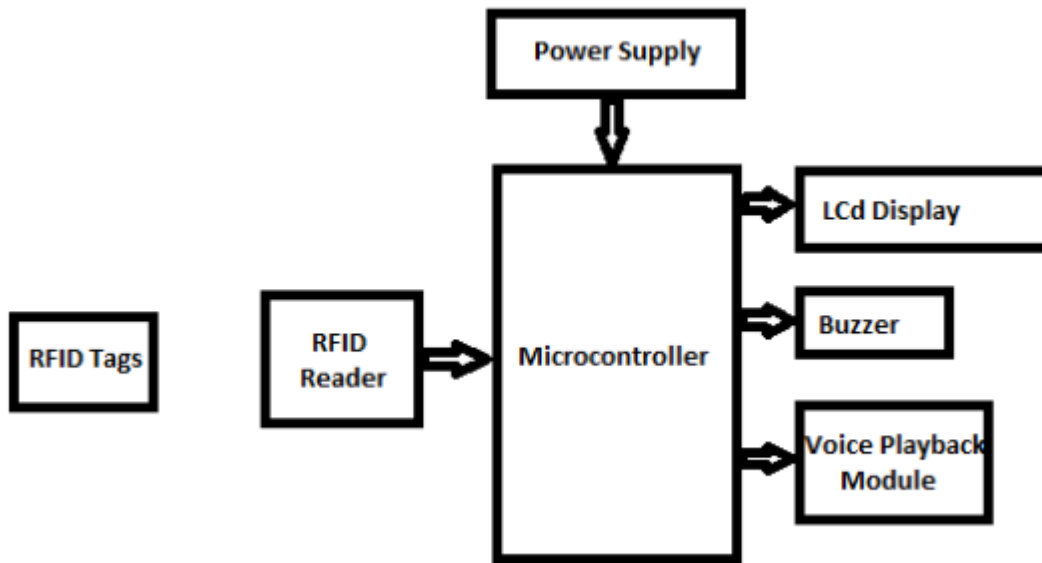 Power Supply
LCd Display
RFID Tags
RFID
Reader
Microcontroller
Buzzer
Voice Playback
Module